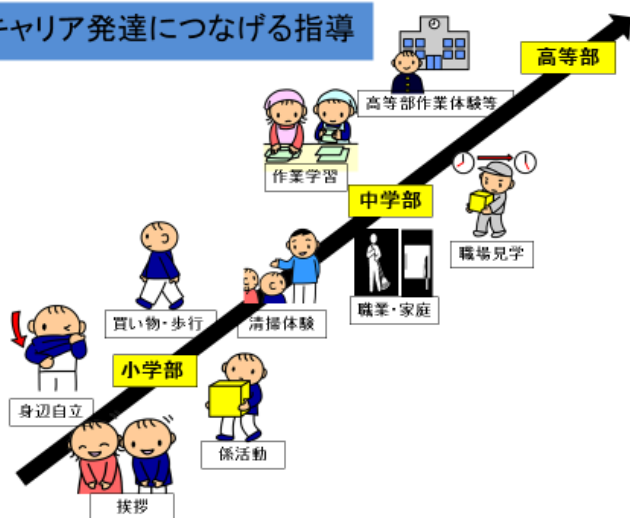 キャリア発達につなげる指導
高等部
高等部作業体験等
作業学習
中学部
職場見学
買い物・歩行
清掃体験
職業・家庭
小学部
身辺自立
係活動
挨拶